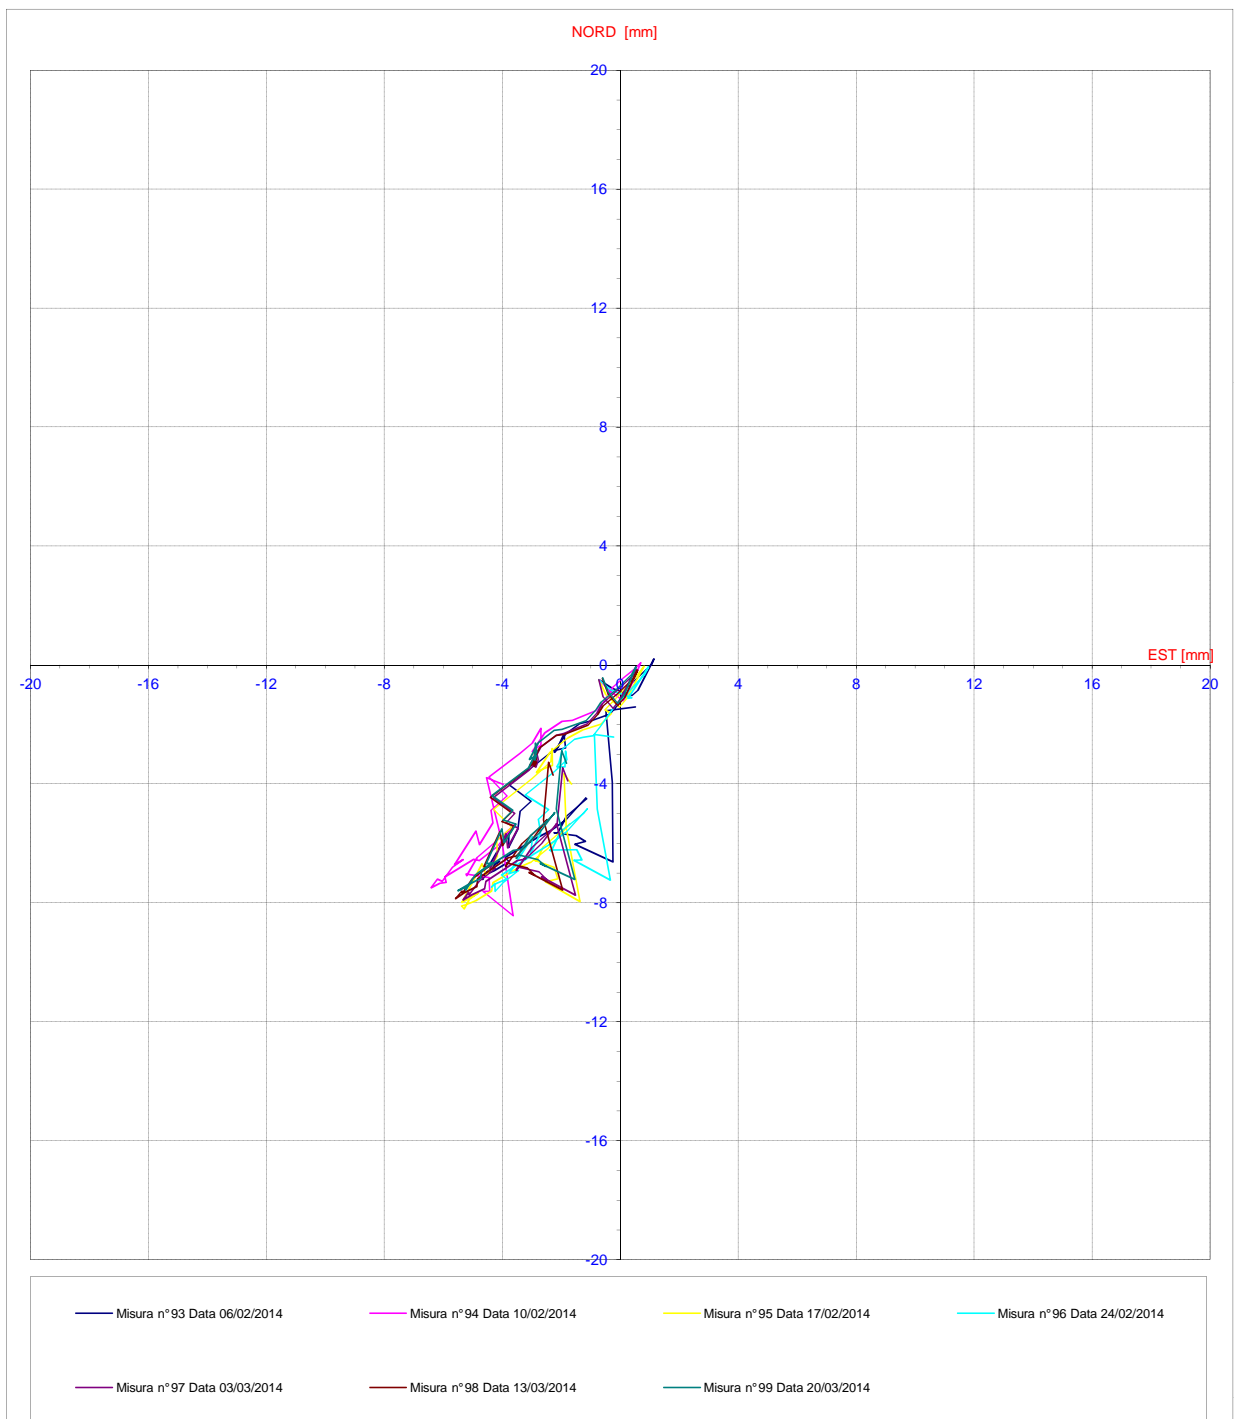 NORD [mm]
20
16
12
8
4
0
EST [mm]
-20 -16 -12 -8 -4 0 4 8 12 16 20
-4
-8
-12
-16
-20
Misura n°93 Data 06/02/2014 Misura n°94 Data 10/02/2014 Misura n°95 Data 17/02/2014 Misura n°96 Data 24/02/2014
Misura n°97 Data 03/03/2014 Misura n°98 Data 13/03/2014 Misura n°99 Data 20/03/2014